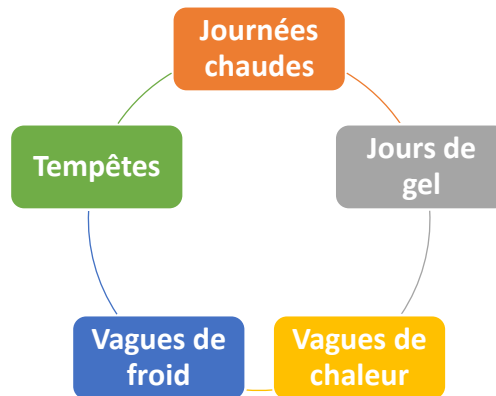 Journées
chaudes
Jours de
gel
Vagues de
chaleur
Vagues de
froid
Tempêtes